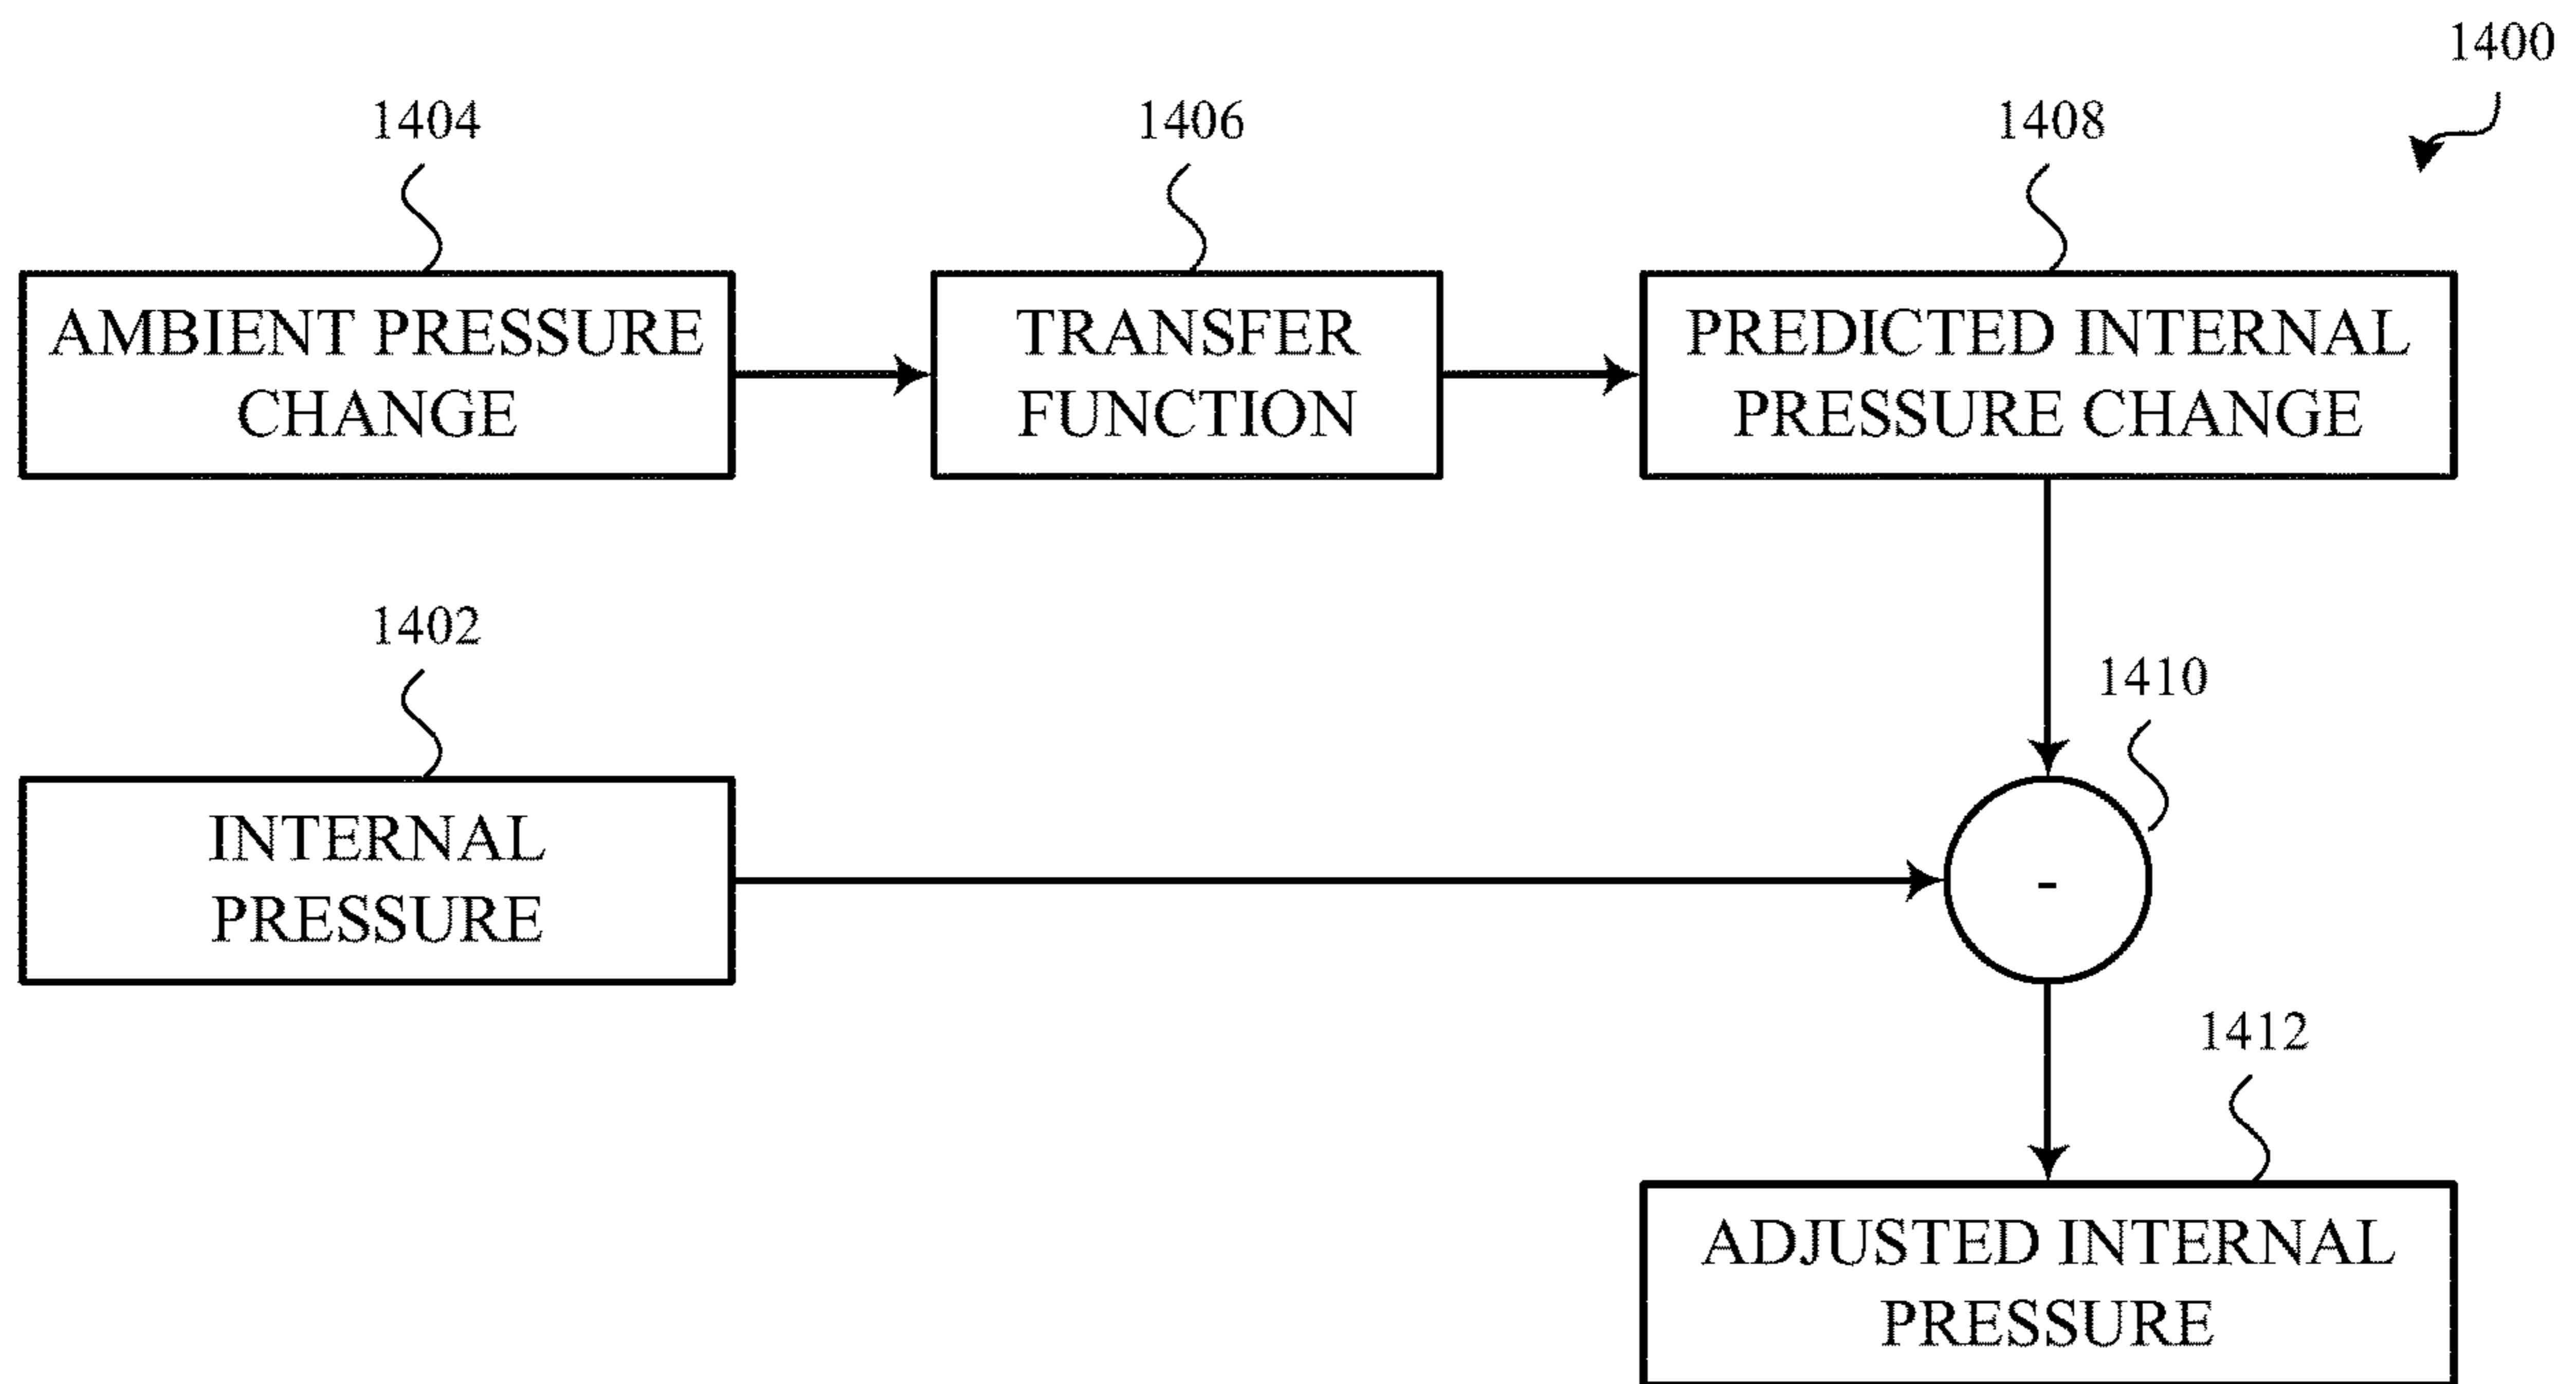 1400
1404
1406
1408
AMBIENT PRESSURE
CHANGE
TRANSFER
FUNCTION
PREDICTED INTERNAL
PRESSURE CHANGE
1402
1410
INTERNAL
PRESSURE
-
1412
ADJUSTED INTERNAL
PRESSURE